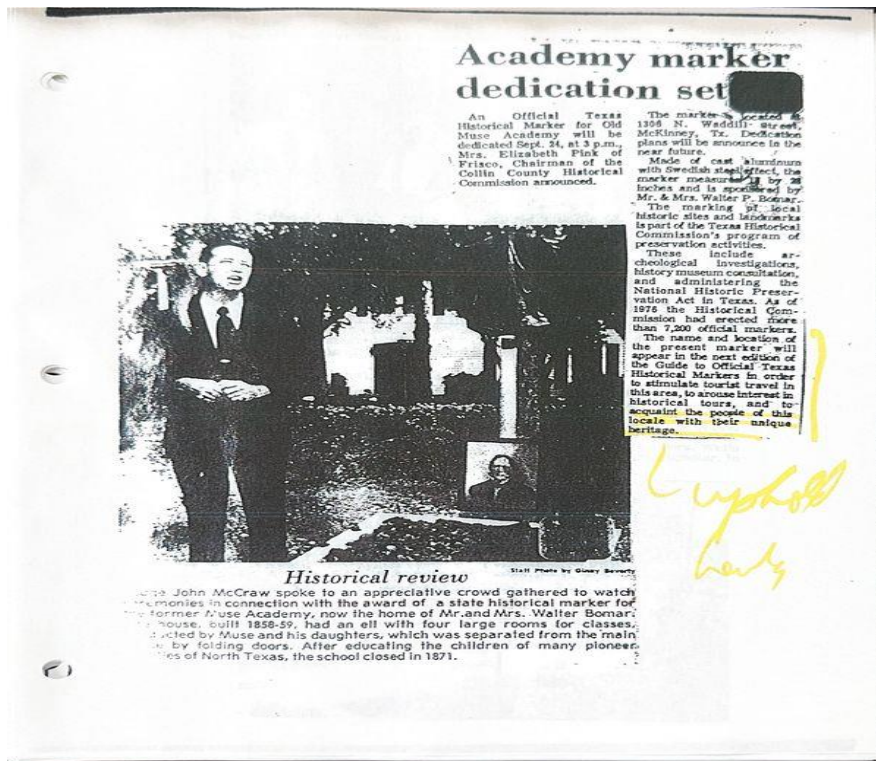 Academy marker
dedication set
An Official Texas
Historical Marker for Old
Muse Academy will be
dedicated Sept. 24, at 3 p.m.,
Mrs. Elizabeth Pink of
Frisco, Chairman of the
Collin County Historical
Commission announced.
The marker is located at
1306 N. Waddill Street,
McKinney, Tx. Dedication
plans will be announce in the
near future.
Made of cast aluminum
with Swedish steel effect, the
marker measures by 28
inches and is sponsored by
Mr. & Mrs. Walter P. Bomar.
The marking of local
historic sites and landmarks
is part of the Texas Historical
Commission's program of
preservation activities.
These include ar-
cheological investigations,
history museum consultation,
and administering the
National Historic Preser-
vation Act in Texas. As of
1976 the Historical Com-
mission had erected more
than 7,200 official markers.
The name and location of
the present marker will
appear in the next edition of
the Guide to Official Texas
Historical Markers in order
to stimulate tourist travel in
this area, to arouse interest in
historical tours, and to
acquaint the people of this
locale with their unique
heritage.
uphold
Staff Photo by Ginny Beverly
Historical review
John McCraw spoke to an appreciative crowd gathered to watch
in connection with the award of a state historical marker for
former Muse Academy, now the home of Mr. and Mrs. Walter Bomar.
house, built 1858-59, had an ell with four large rooms for classes,
by Muse and his daughters, which was separated from the main
by folding doors. After educating the children of many pioneer
of North Texas, the school closed in 1871.